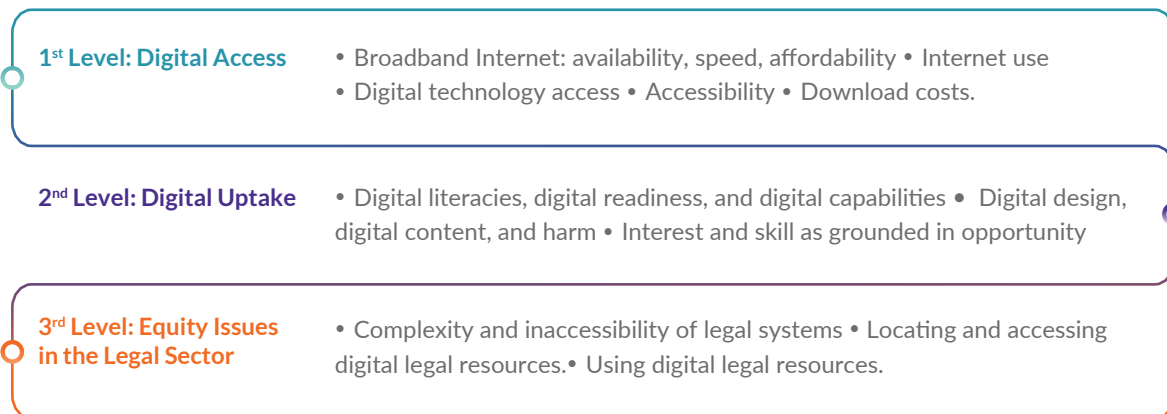 1st Level: Digital Access
• Broadband Internet: availability, speed, affordability • Internet use
• Digital technology access • Accessibility • Download costs.
2nd Level: Digital Uptake
• Digital literacies, digital readiness, and digital capabilities • Digital design,
digital content, and harm • Interest and skill as grounded in opportunity
3rd Level: Equity Issues
in the Legal Sector
• Complexity and inaccessibility of legal systems • Locating and accessing
digital legal resources.• Using digital legal resources.